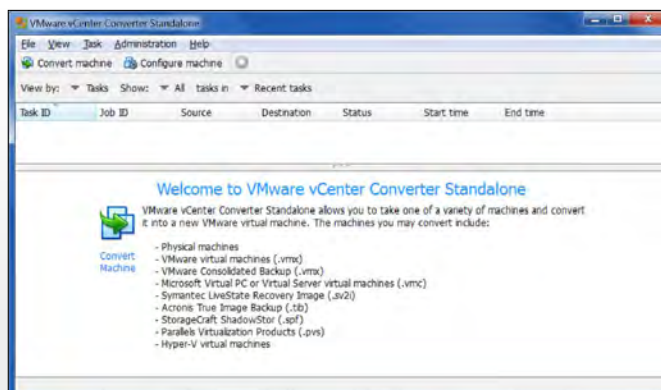 VMware vCenter Converter Standalone
File View Task Administration Help
Convert machine Configure machine
View by: Tasks Show: All tasks in Recent tasks
Task ID Job ID Source Destination Status Start time End time
Welcome to VMware vCenter Converter Standalone
VMware vCenter Converter Standalone allows you to take one of a variety of machines and convert
it into a new VMware virtual machine. The machines you may convert include:
Convert
Machine
- Physical machines
- VMware virtual machines (.vmx)
- VMware Consolidated Backup (.vmx)
- Microsoft Virtual PC or Virtual Server virtual machines (.vmc)
- Symantec LiveState Recovery Image (.sv2i)
- Acronis True Image Backup (.tib)
- StorageCraft ShadowStor (.spf)
- Parallels Virtualization Products (.pvs)
- Hyper-V virtual machines